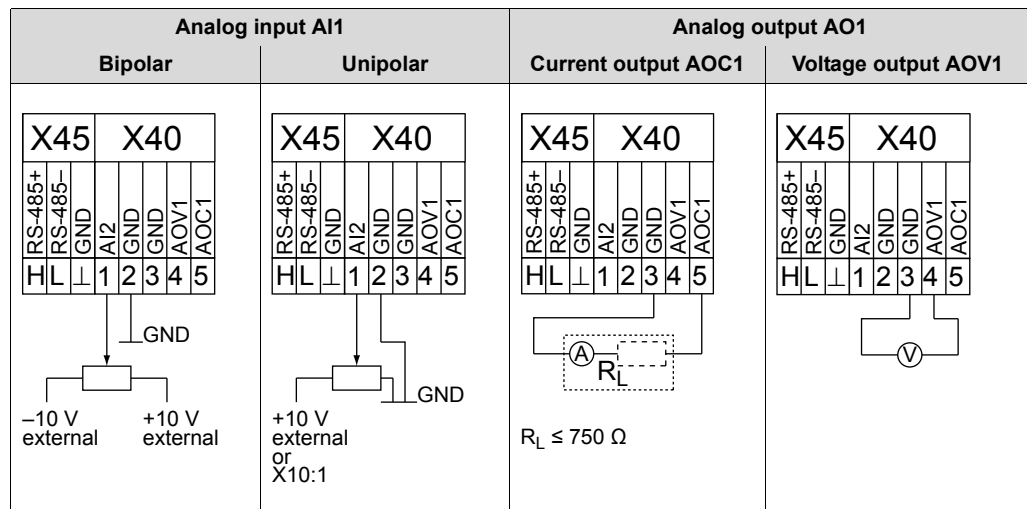 Analog input AI1
Analog output AO1
Bipolar
Unipolar
Current output AOC1
Voltage output AOV1
X45 X40
RS-485+
RS-485–
GND
AI2
GND
GND
AOV1
AOC1
H L ⊥ 1 2 3 4 5
GND
–10 V
external
+10 V
external
X45 X40
RS-485+
RS-485–
GND
AI2
GND
GND
AOV1
AOC1
H L ⊥ 1 2 3 4 5
GND
+10 V
external
or
X10:1
X45 X40
RS-485+
RS-485–
GND
AI2
GND
GND
AOV1
AOC1
H L ⊥ 1 2 3 4 5
A
RL
RL ≤ 750 Ω
X45 X40
RS-485+
RS-485–
GND
AI2
GND
GND
AOV1
AOC1
H L ⊥ 1 2 3 4 5
V